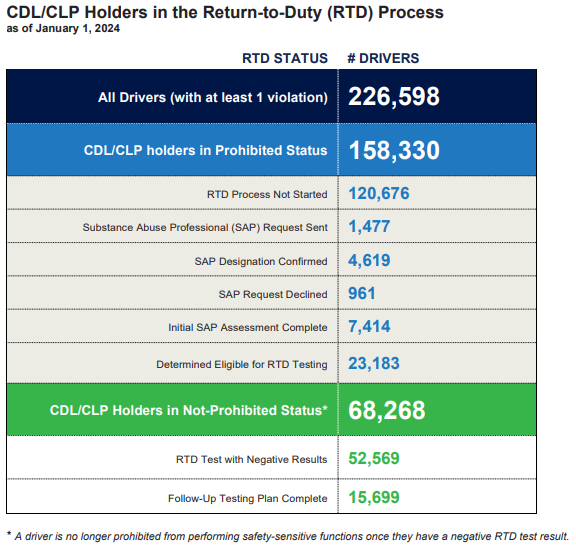 CDL/CLP Holders in the Return-to-Duty (RTD) Process
as of January 1, 2024
RTD STATUS # DRIVERS
All Drivers (with at least 1 violation) 226,598
CDL/CLP holders in Prohibited Status 158,330
RTD Process Not Started 120,676
Substance Abuse Professional (SAP) Request Sent 1,477
SAP Designation Confirmed 4,619
SAP Request Declined 961
Initial SAP Assessment Complete 7,414
Determined Eligible for RTD Testing 23,183
CDL/CLP Holders in Not-Prohibited Status* 68,268
RTD Test with Negative Results 52,569
Follow-Up Testing Plan Complete 15,699
* A driver is no longer prohibited from performing safety-sensitive functions once they have a negative RTD test result.